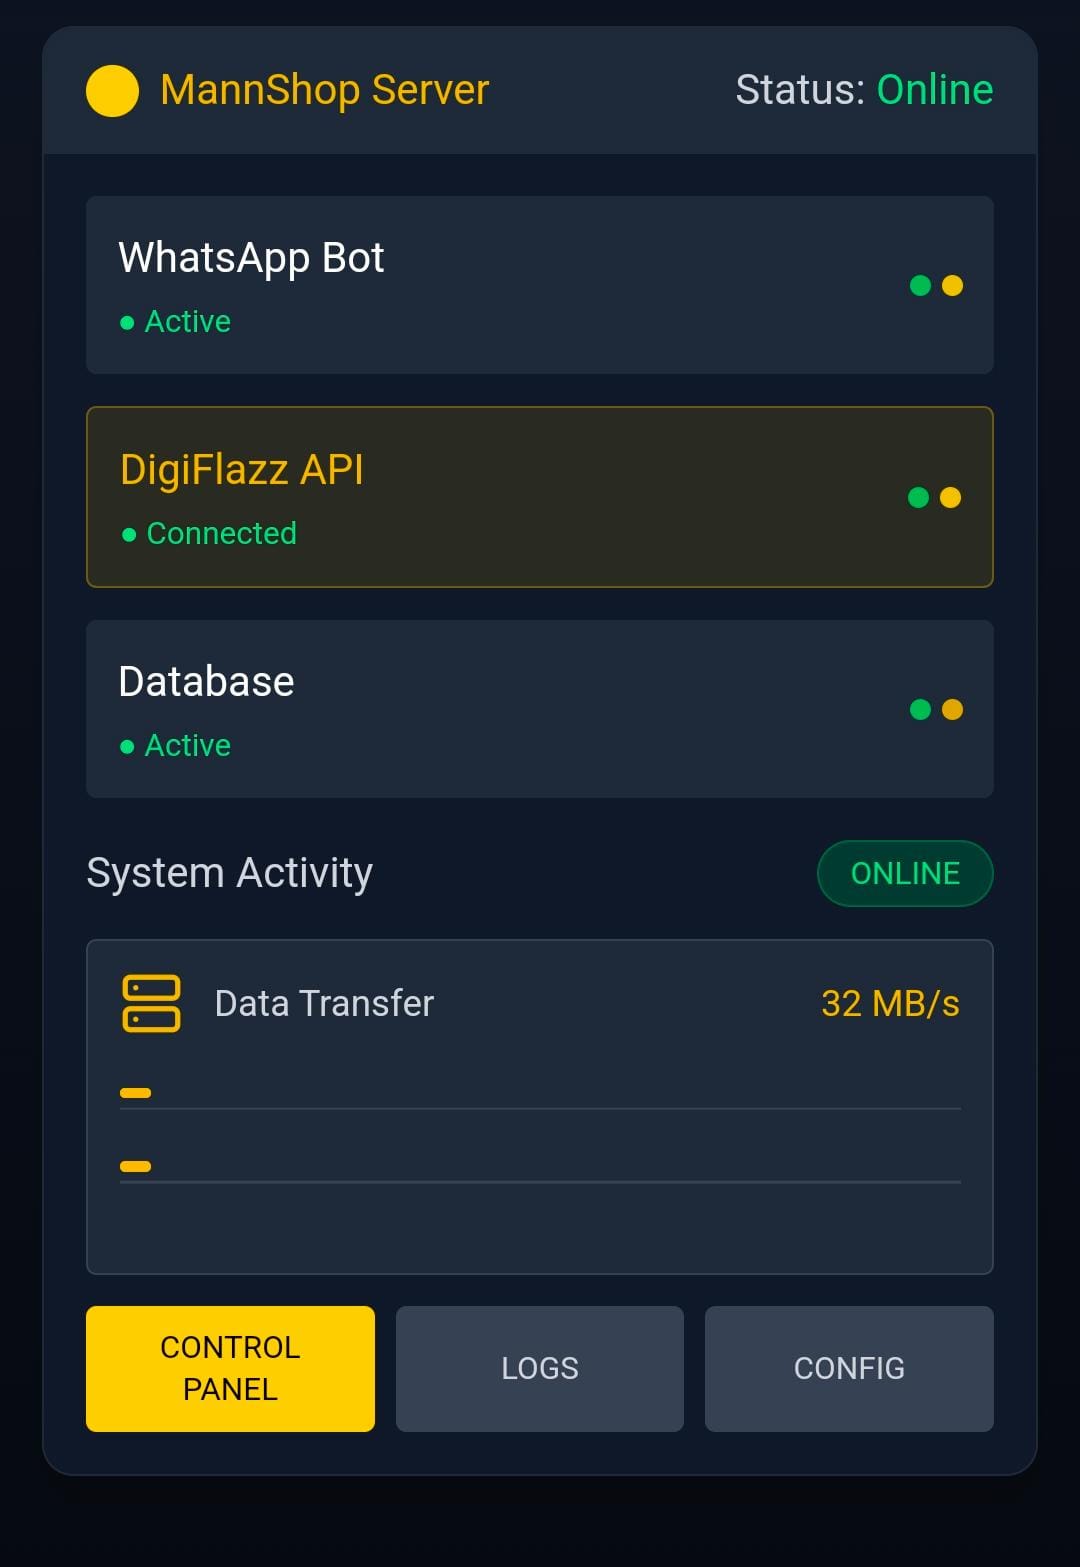 MannShop Server
Status: Online
WhatsApp Bot
Active
DigiFlazz API
Connected
Database
Active
System Activity
ONLINE
Data Transfer
32 MB/s
CONTROL
PANEL
LOGS
CONFIG